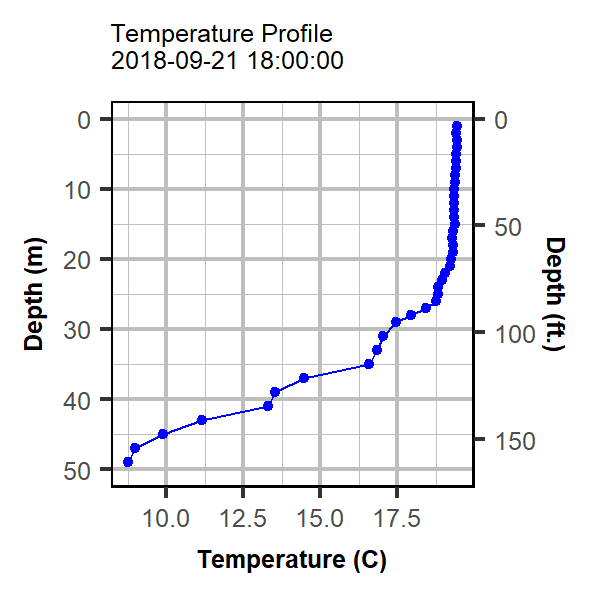 Temperature Profile
2018-09-21 18:00:00
0
10
20
30
40
50
Depth (m)
0
50
100
150
Depth (ft.)
10.0 12.5 15.0 17.5
Temperature (C)